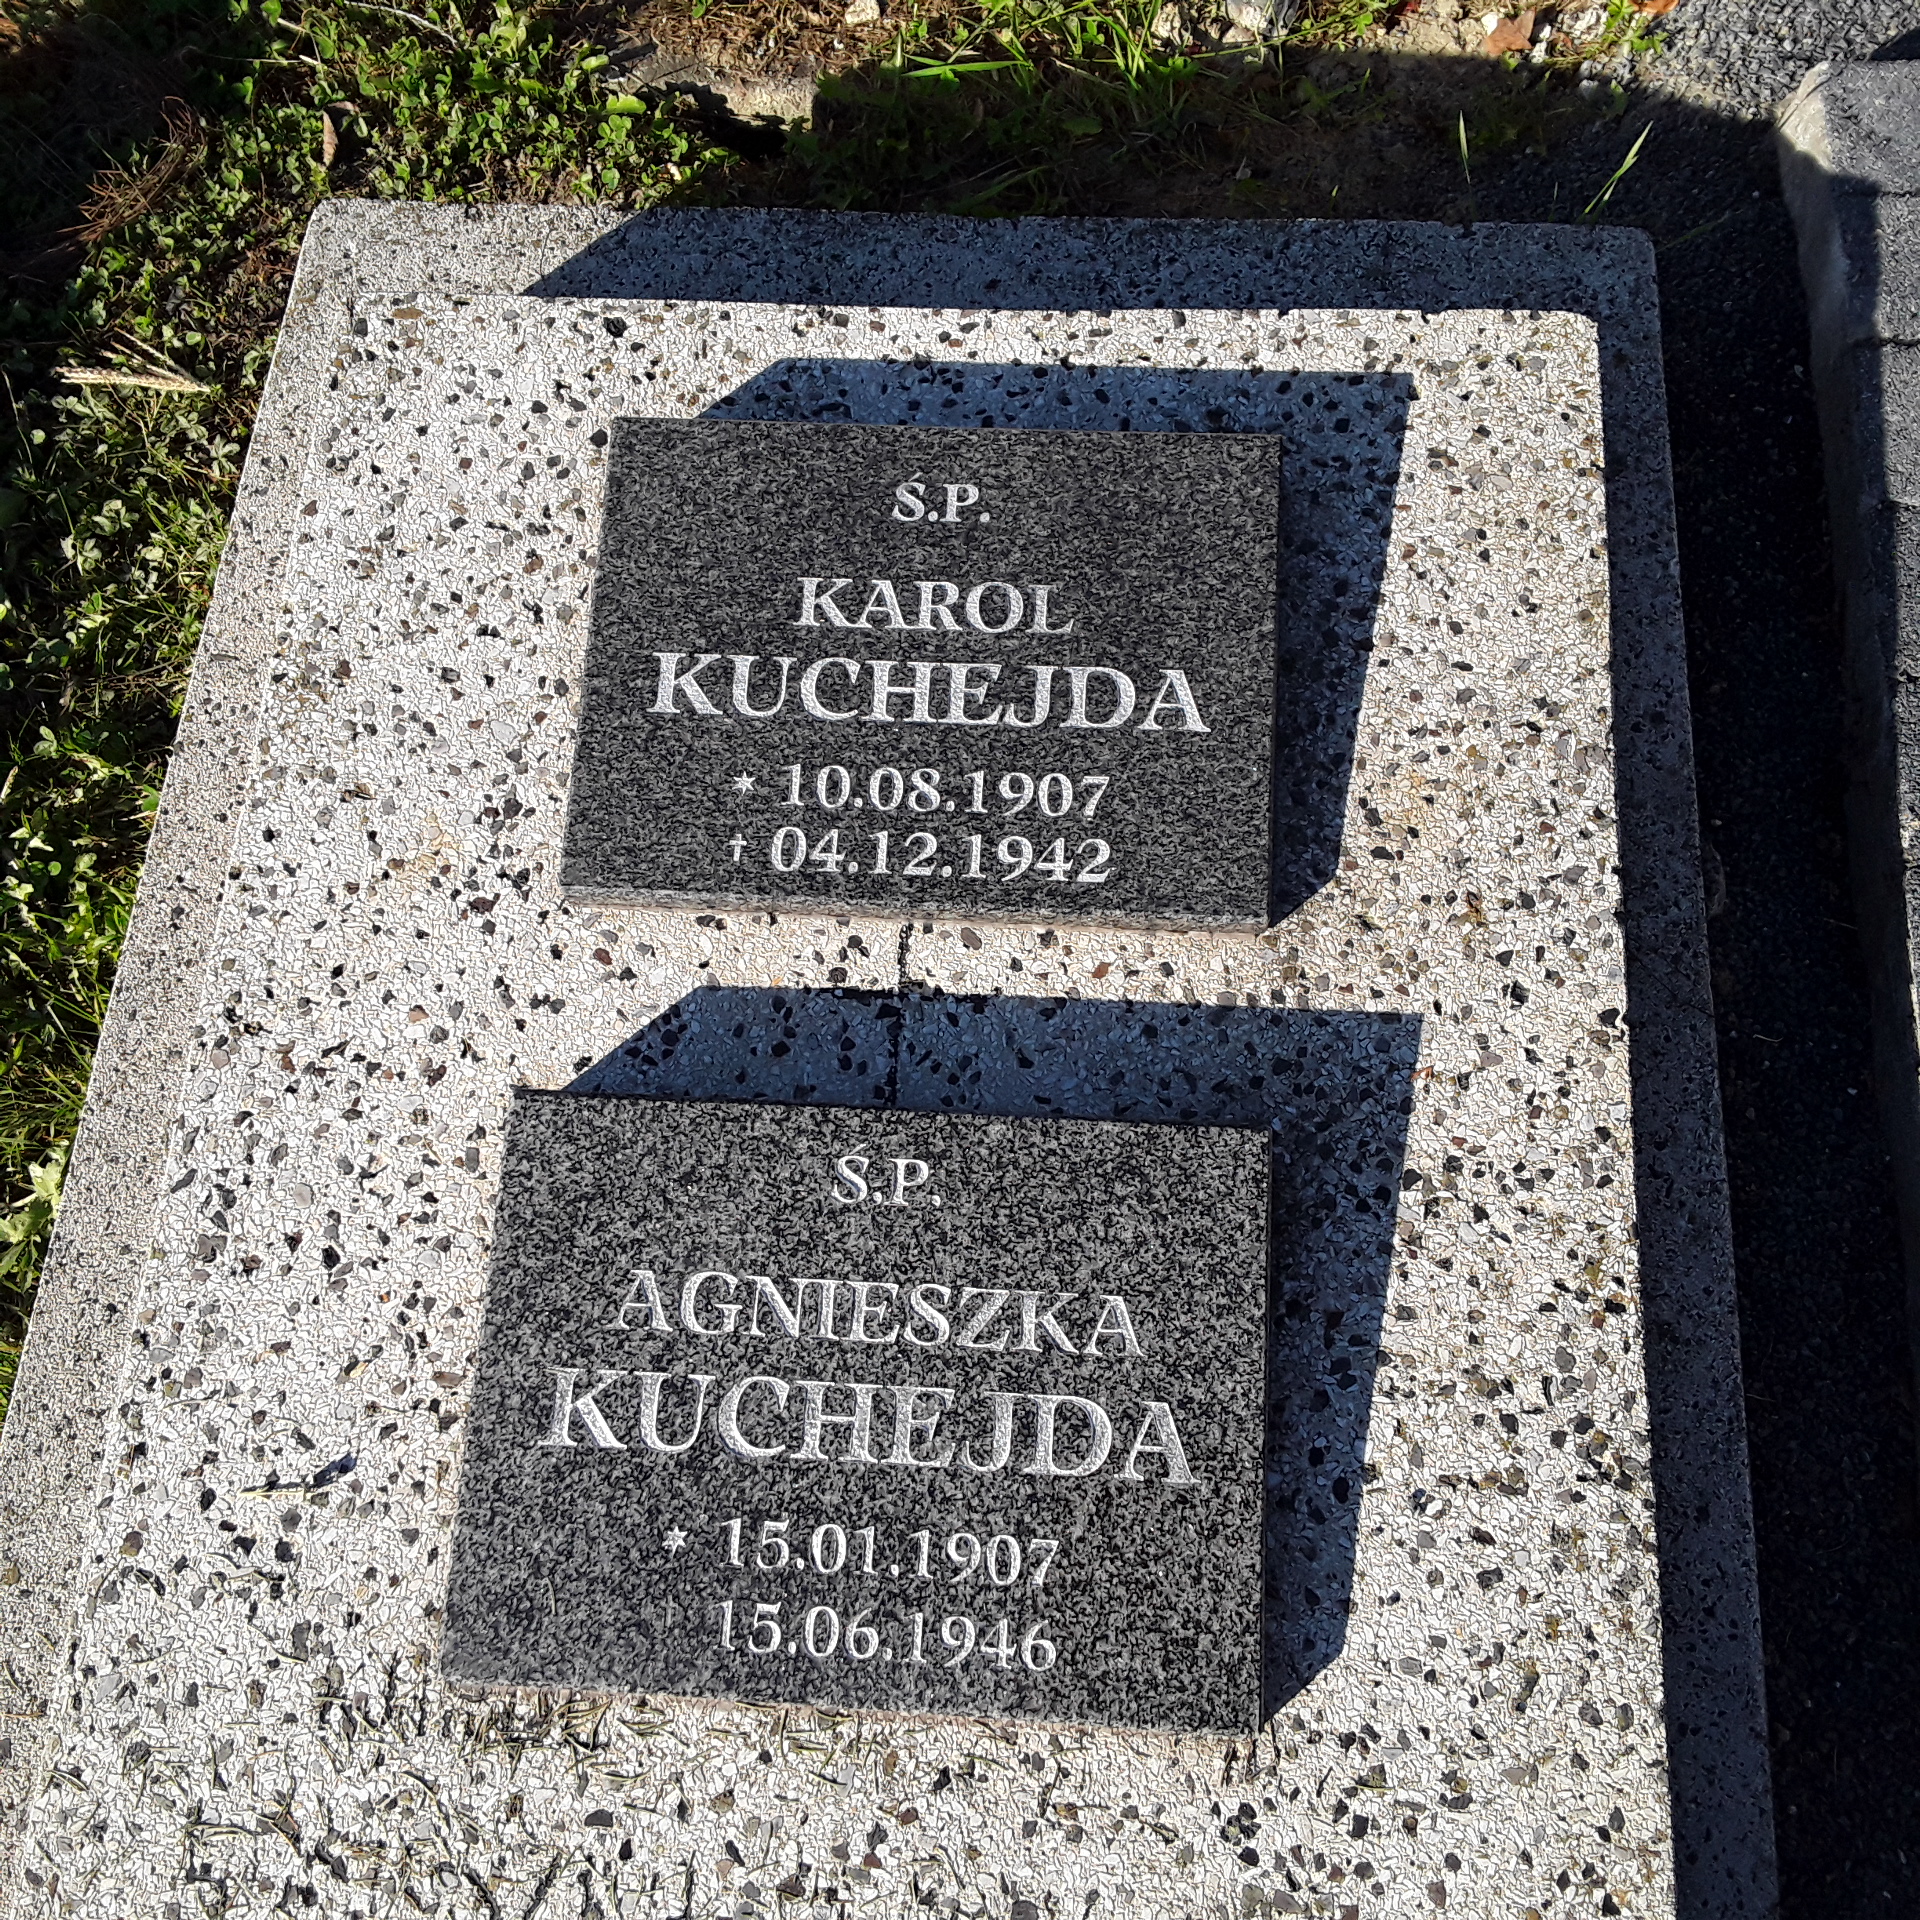 Ś.P.
KAROL
KUCHEJDA
* 10.08.1907
† 04.12.1942
Ś.P.
AGNIESZKA
KUCHEJDA
* 15.01.1907
† 15.06.1946